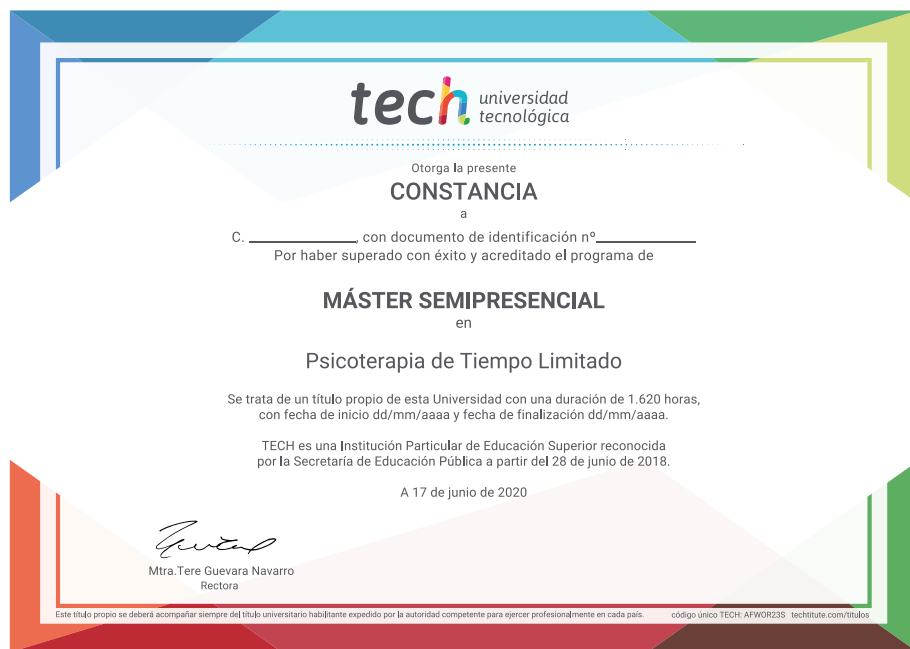 tech universidad
tecnológica
Otorga la presente
CONSTANCIA
a
C. ____________, con documento de identificación nº____________
Por haber superado con éxito y acreditado el programa de
MÁSTER SEMIPRESENCIAL
en
Psicoterapia de Tiempo Limitado
Se trata de un título propio de esta Universidad con una duración de 1.620 horas,
con fecha de inicio dd/mm/aaaa y fecha de finalización dd/mm/aaaa.
TECH es una Institución Particular de Educación Superior reconocida
por la Secretaría de Educación Pública a partir del 28 de junio de 2018.
A 17 de junio de 2020
Mtra.Tere Guevara Navarro
Rectora
Este título propio se deberá acompañar siempre del título universitario habilitante expedido por la autoridad competente para ejercer profesionalmente en cada país. código único TECH: AFWOR23S techtitute.com/titulos